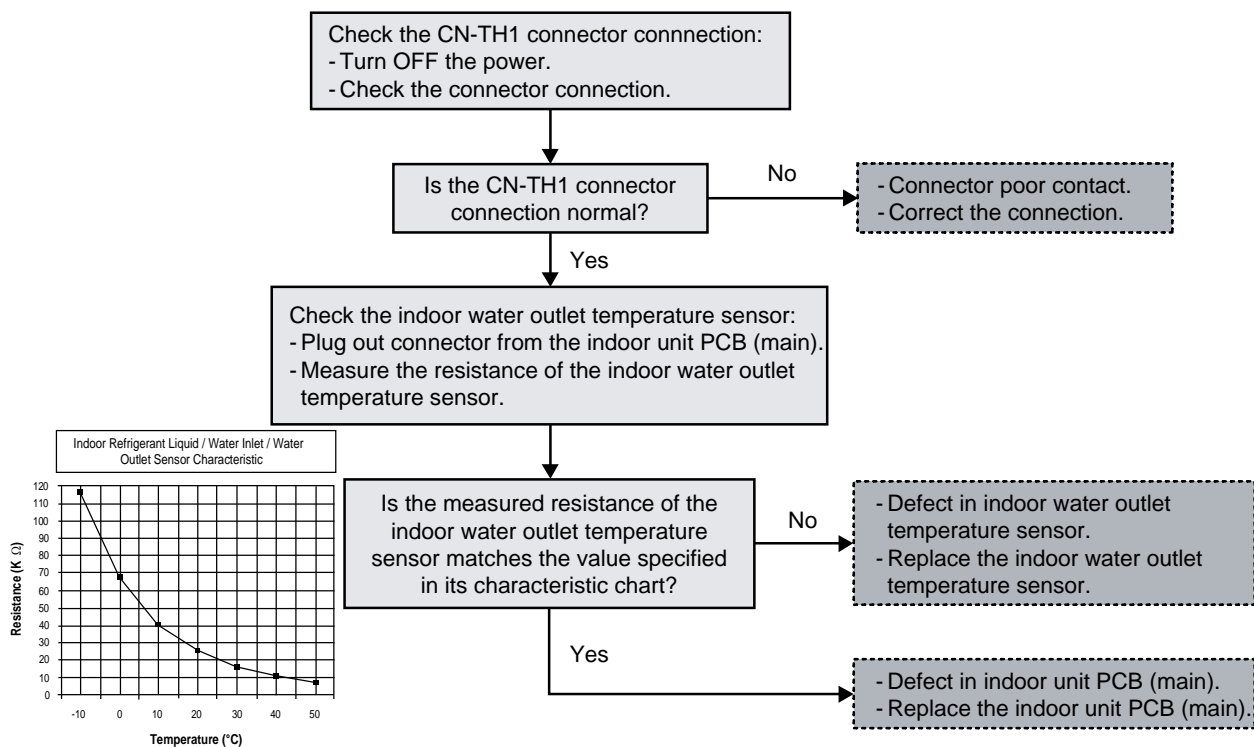 Check the CN-TH1 connector connnection:
- Turn OFF the power.
- Check the connector connection.
Is the CN-TH1 connector
connection normal?
No
- Connector poor contact.
- Correct the connection.
Yes
Check the indoor water outlet temperature sensor:
- Plug out connector from the indoor unit PCB (main).
- Measure the resistance of the indoor water outlet
temperature sensor.
Indoor Refrigerant Liquid / Water Inlet / Water
Outlet Sensor Characteristic
Resistance (K Ω)
120
110
100
90
80
70
60
50
40
30
20
10
0
-10 0 10 20 30 40 50
Temperature (°C)
Is the measured resistance of the
indoor water outlet temperature
sensor matches the value specified
in its characteristic chart?
No
- Defect in indoor water outlet
temperature sensor.
- Replace the indoor water outlet
temperature sensor.
Yes
- Defect in indoor unit PCB (main).
- Replace the indoor unit PCB (main).